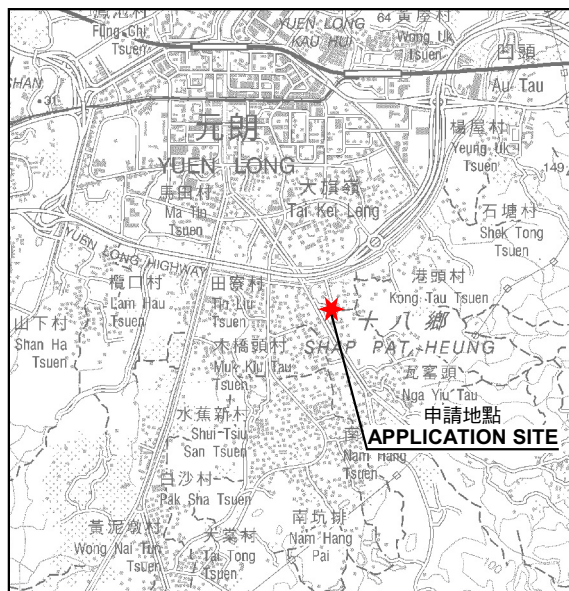 Fung Chi
Tsuen
YUEN LONG
KAU HUI
64
黃屋村
Wong Uk
Tsuen
凹頭
Au Tau
SHAN
31
元朗
YUEN LONG
楊屋村
Yeung Uk
Tsuen
149
馬田村
Ma Tin
Tsuen
大旗嶺
Tai Kei Leng
石塘村
Shek Tong
Tsuen
YUEN LONG HIGHWAY
欖口村
Lam Hau
Tsuen
田寮村
Tin Liu
Tsuen
港頭村
Kong Tau Tsuen
山下村
Shan Ha
Tsuen
十八鄉
SHAP PAT HEUNG
木橋頭村
Muk Kiu Tau
Tsuen
瓦窰頭
Nga Yiu Tau
申請地點
APPLICATION SITE
水蕉新村
Shui Tsiu
San Tsuen
Nam Hang
Tsuen
白沙村
Pak Sha Tsuen
黃泥墩村
Wong Nai Tun
Tsuen
大棠村
Tai Tong
Tsuen
南坑排
Nam Hang
Pai
100